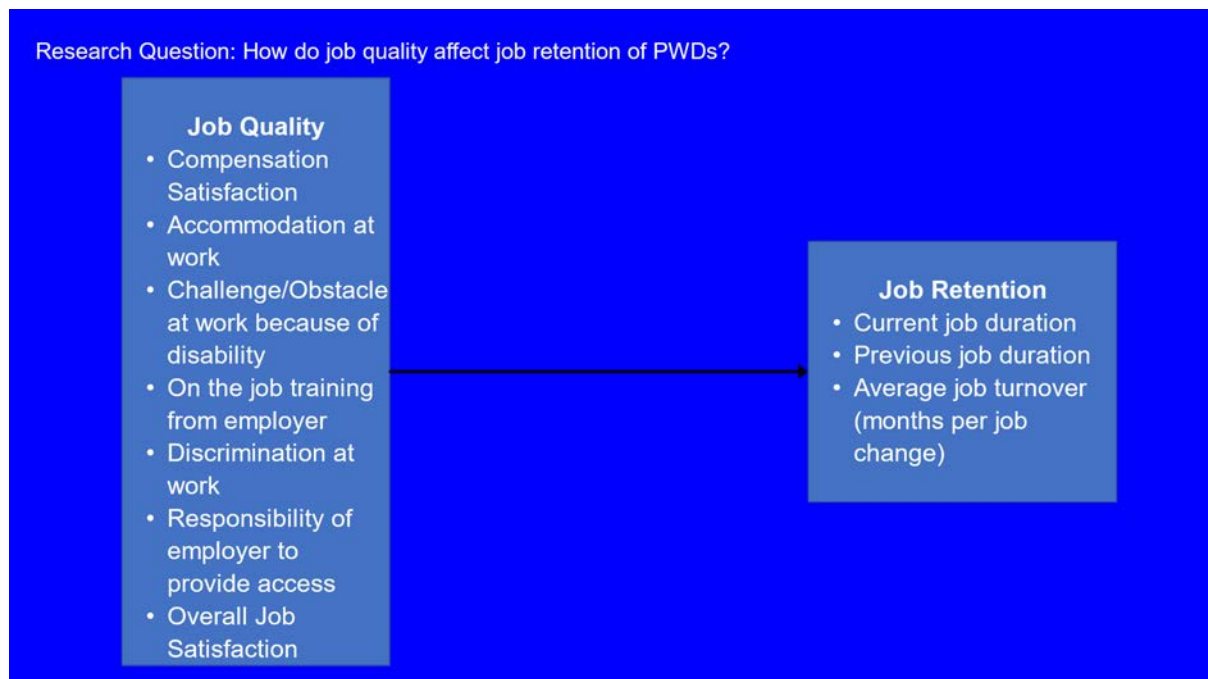 Research Question: How do job quality affect job retention of PWDs?
Job Quality
• Compensation
Satisfaction
• Accommodation at
work
• Challenge/Obstacle
at work because of
disability
• On the job training
from employer
• Discrimination at
work
• Responsibility of
employer to
provide access
• Overall Job
Satisfaction
Job Retention
• Current job duration
• Previous job duration
• Average job turnover
(months per job
change)